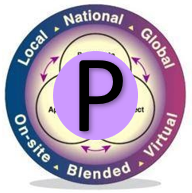 Local ▲ National ▲ Global
P
On-site ▲ Blended ▲ Virtual